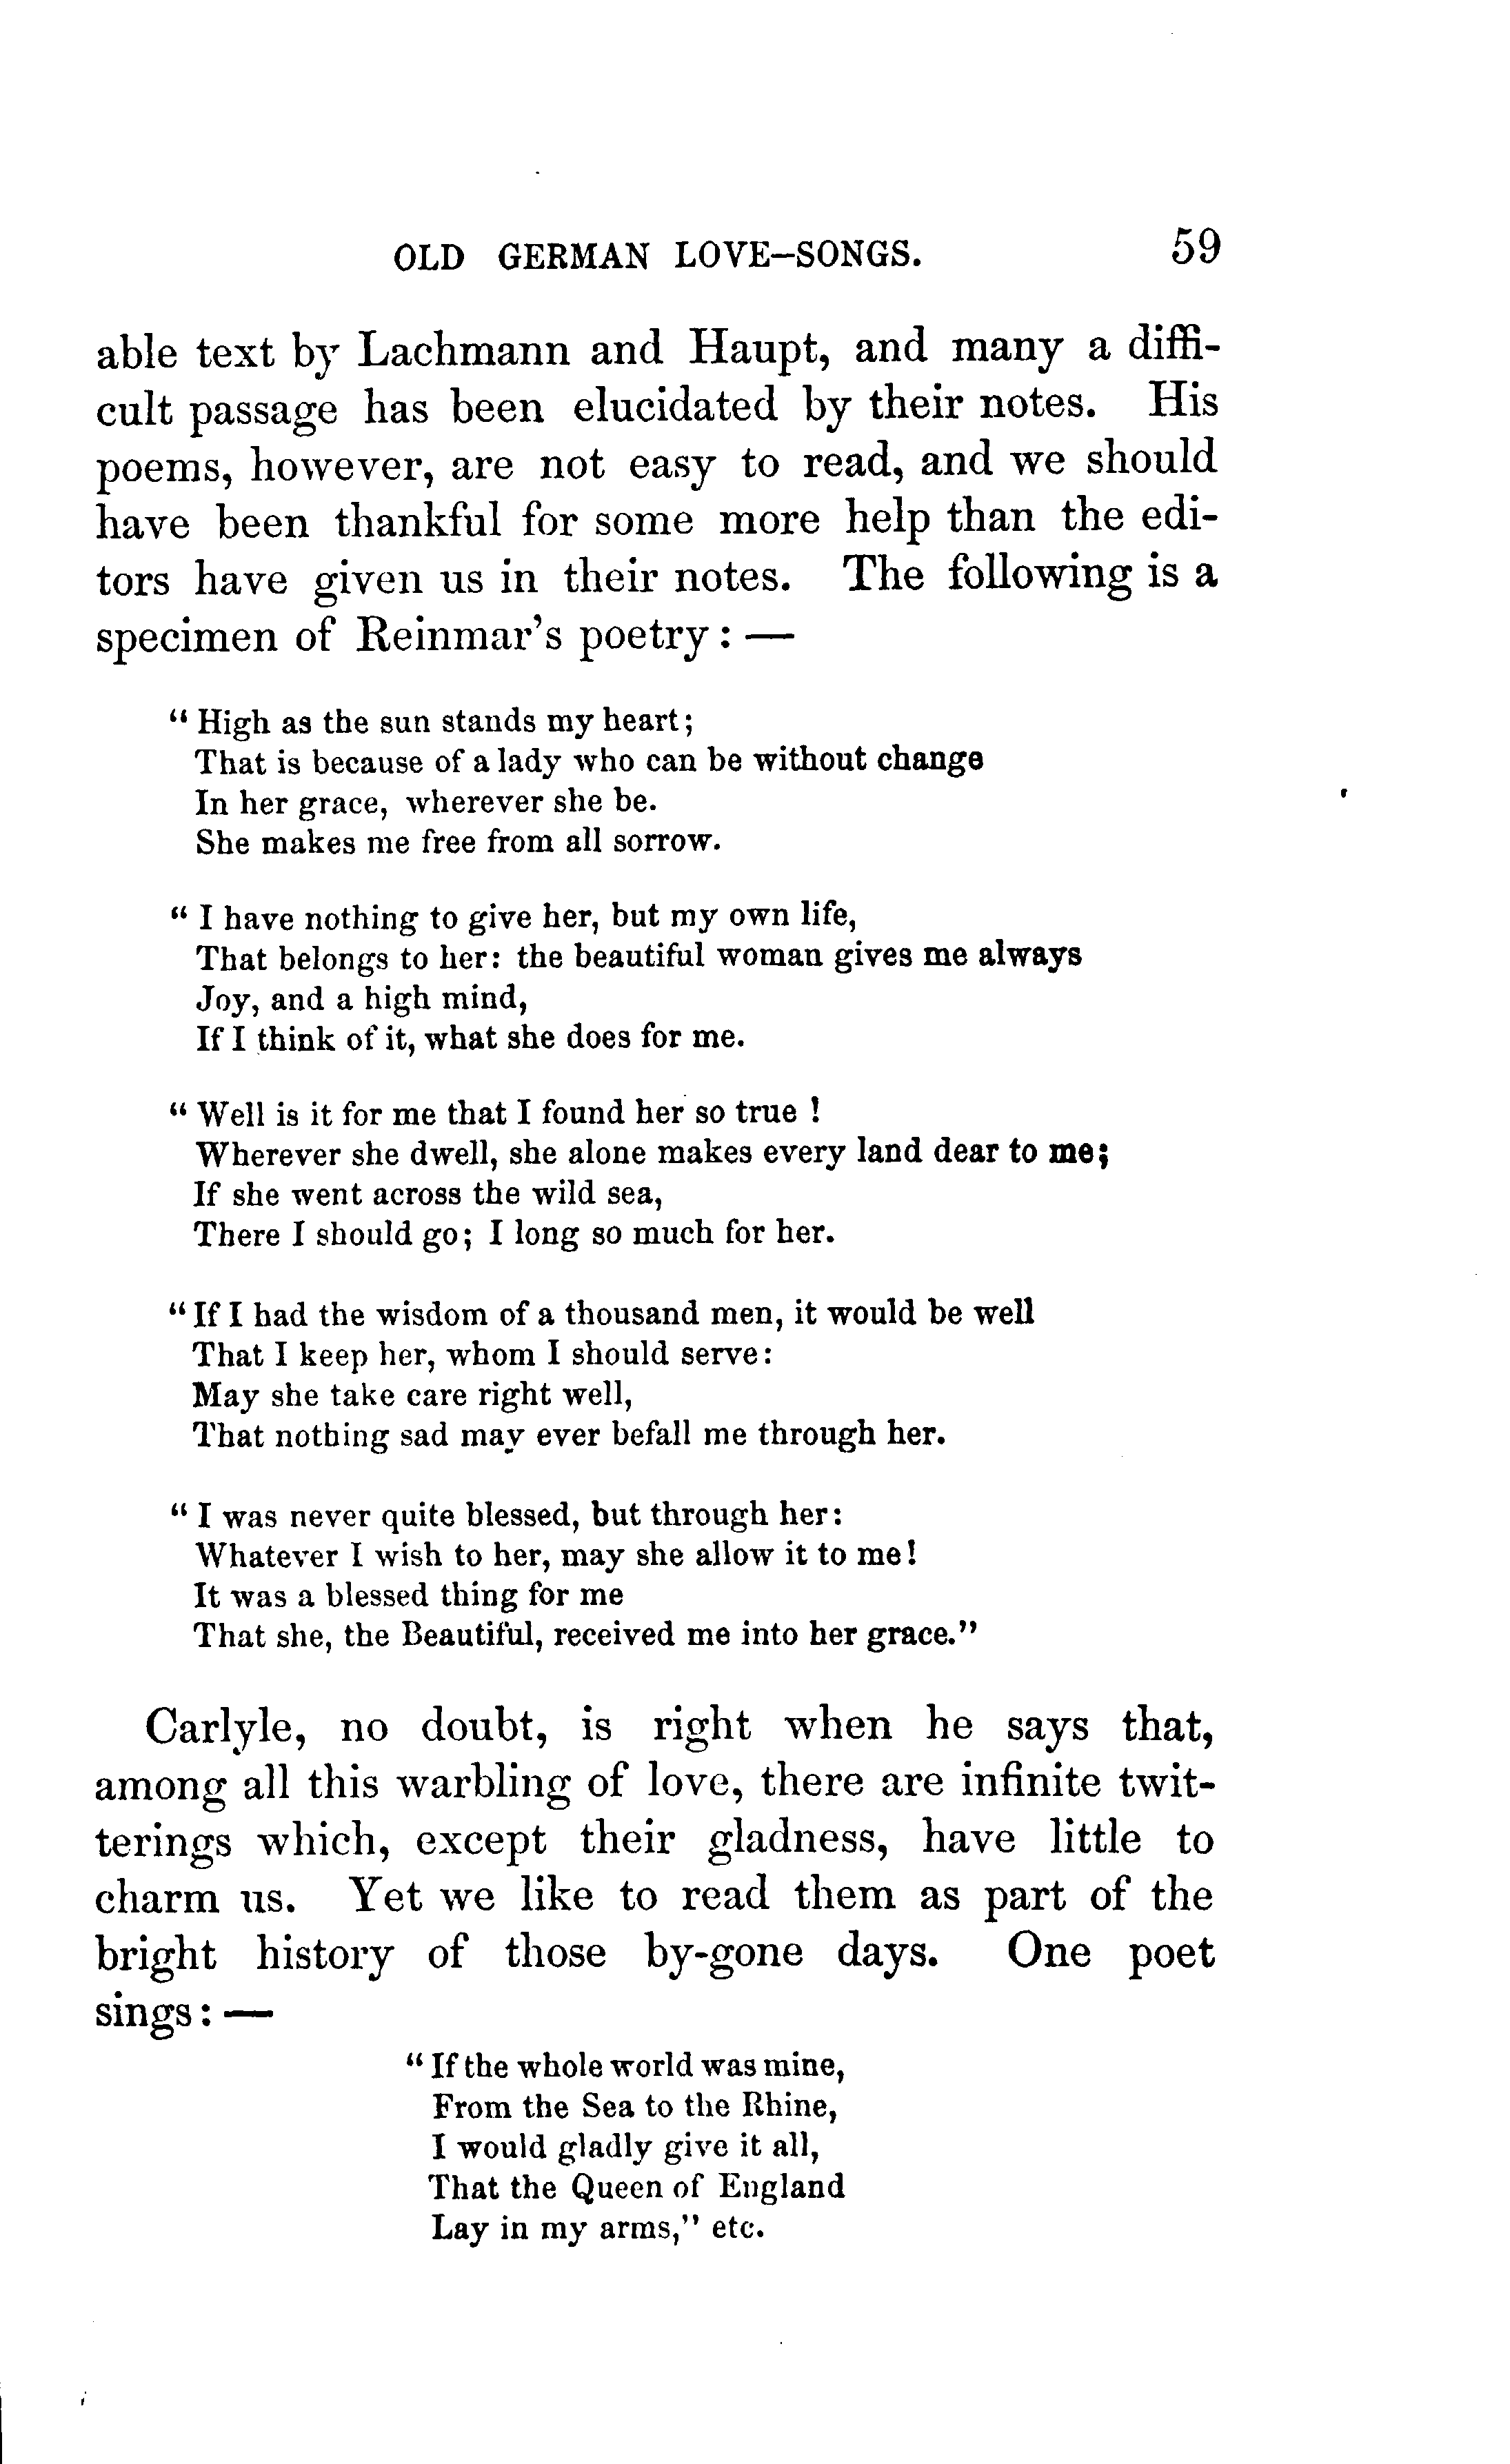 OLD GERMAN LOVE-SONGS. 59
able text by Lachmann and Haupt, and many a diffi-
cult passage has been elucidated by their notes. His
poems, however, are not easy to read, and we should
have been thankful for some more help than the edi-
tors have given us in their notes. The following is a
specimen of Reinmar's poetry: —
“ High as the sun stands my heart;
That is because of a lady who can be without change
In her grace, wherever she be.
She makes me free from all sorrow.
“ I have nothing to give her, but my own life,
That belongs to her: the beautiful woman gives me always
Joy, and a high mind,
If I think of it, what she does for me.
“ Well is it for me that I found her so true !
Wherever she dwell, she alone makes every land dear to me;
If she went across the wild sea,
There I should go; I long so much for her.
“ If I had the wisdom of a thousand men, it would be well
That I keep her, whom I should serve:
May she take care right well,
That nothing sad may ever befall me through her.
“ I was never quite blessed, but through her:
Whatever I wish to her, may she allow it to me!
It was a blessed thing for me
That she, the Beautiful, received me into her grace.”
Carlyle, no doubt, is right when he says that,
among all this warbling of love, there are infinite twit-
terings which, except their gladness, have little to
charm us. Yet we like to read them as part of the
bright history of those by-gone days. One poet
sings: —
“ If the whole world was mine,
From the Sea to the Rhine,
I would gladly give it all,
That the Queen of England
Lay in my arms,” etc.